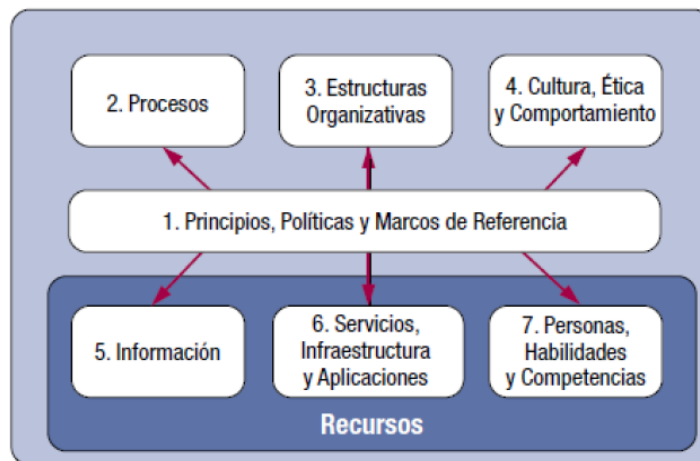 2. Procesos
3. Estructuras
Organizativas
4. Cultura, Ética
y Comportamiento
1. Principios, Políticas y Marcos de Referencia
5. Información
6. Servicios,
Infraestructura
y Aplicaciones
7. Personas,
Habilidades
y Competencias
Recursos